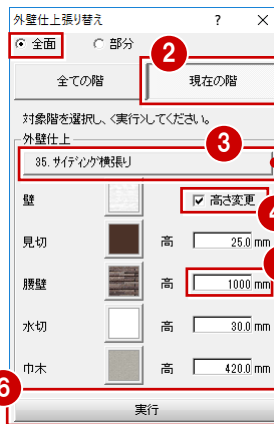 外壁仕上張り替え ? ×
全面 部分
2
全ての階 現在の階
対象階を選択し、<実行>してください。
3
外壁仕上
35. サイディング横張り
壁 高さ変更
4
見切 高 25.0 mm
腰壁 高 1000 mm
水切 高 30.0 mm
巾木 高 420.0 mm
6
実行